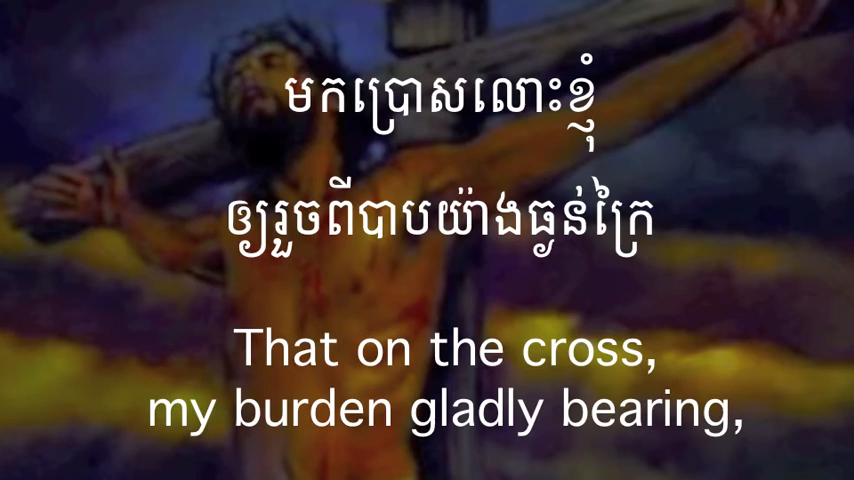 មកប្រោសលោះខ្ញុំ
ឲ្យរួចពីបាបយ៉ាងធ្ងន់ក្រៃ
That on the cross,
my burden gladly bearing,